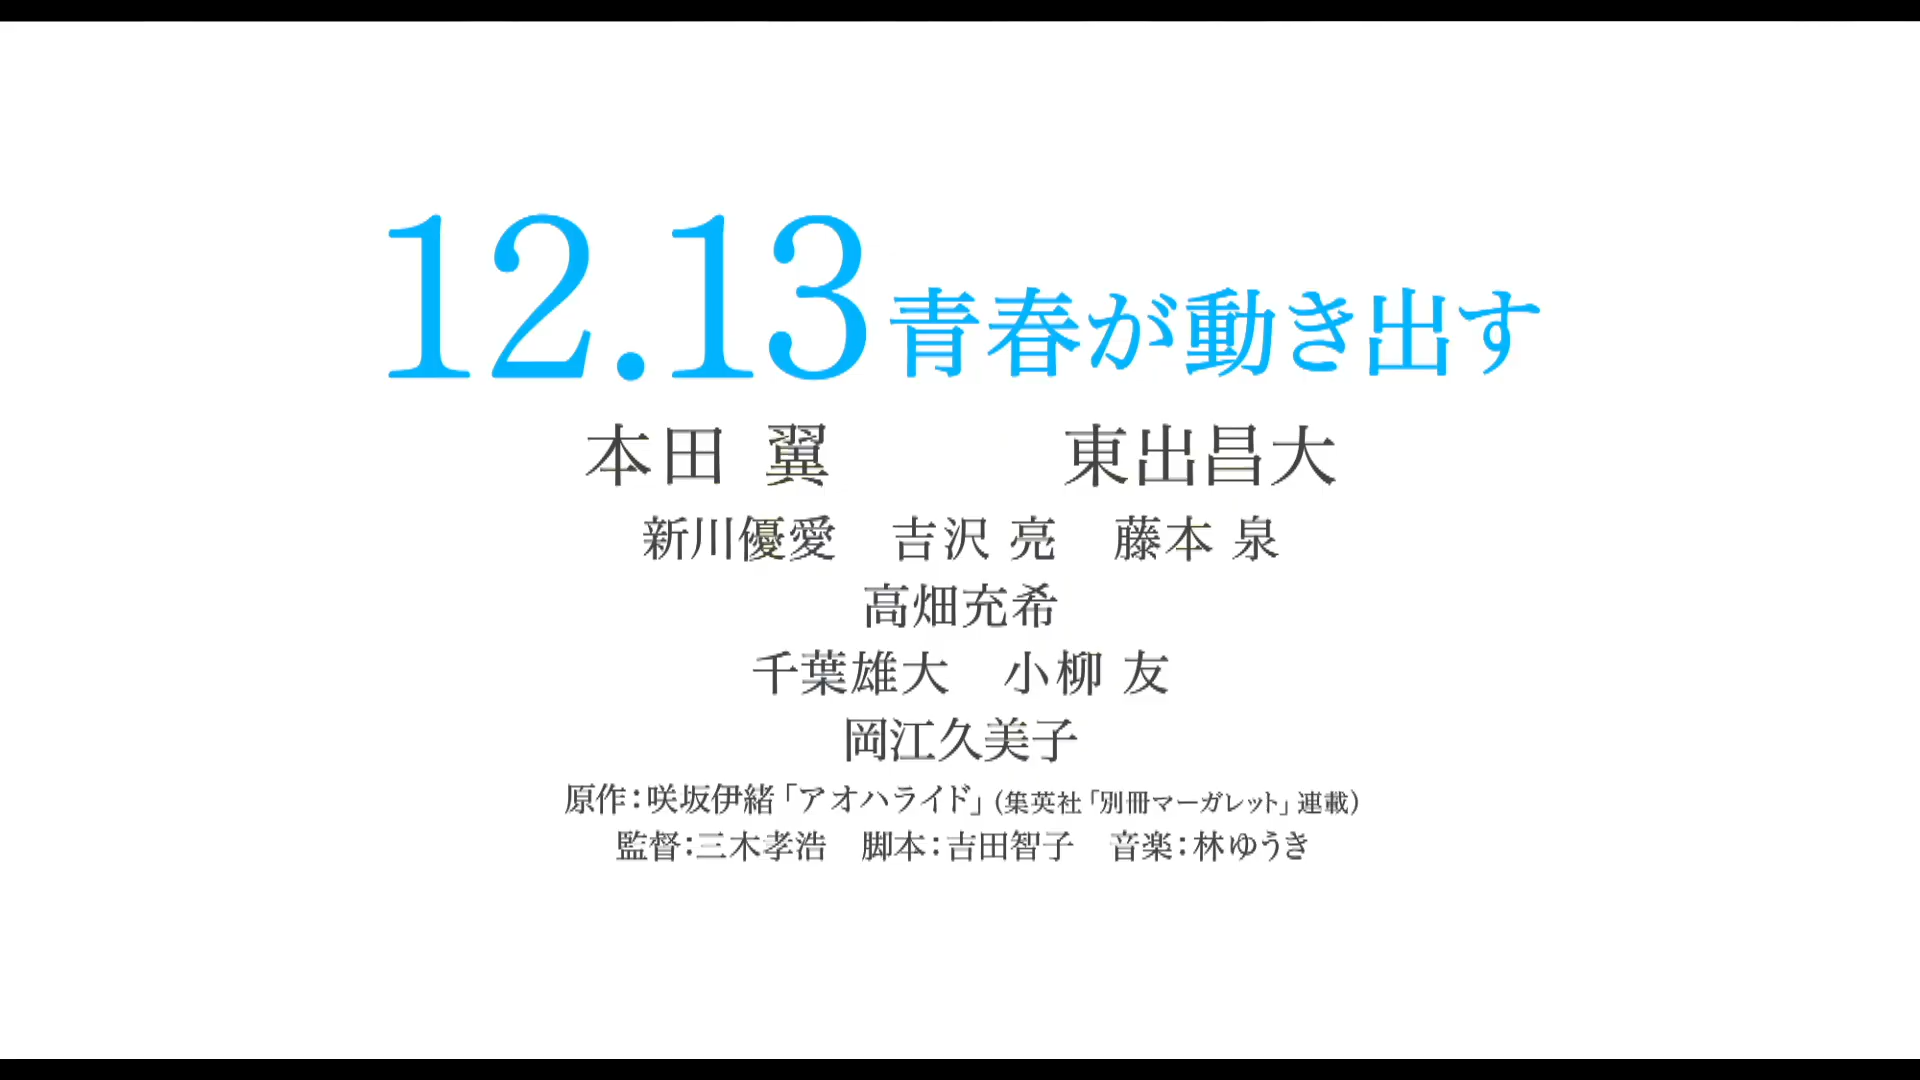 12.13 青春が動き出す
本田 翼　東出昌大
新川優愛　吉沢 亮　藤本 泉
高畑充希
千葉雄大　小柳 友
岡江久美子
原作：咲坂伊緒「アオハライド」(集英社「別冊マーガレット」連載)
監督：三木孝浩　脚本：吉田智子　音楽：林ゆうき